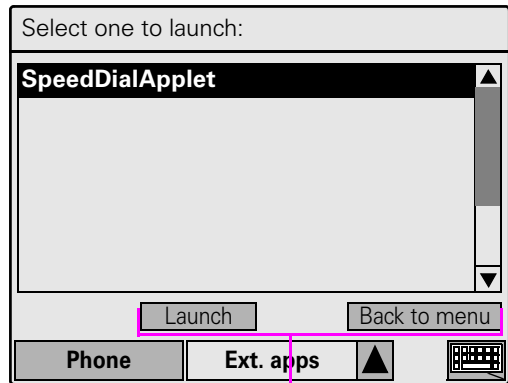 Select one to launch:
SpeedDialApplet
Launch Back to menu
Phone Ext. apps